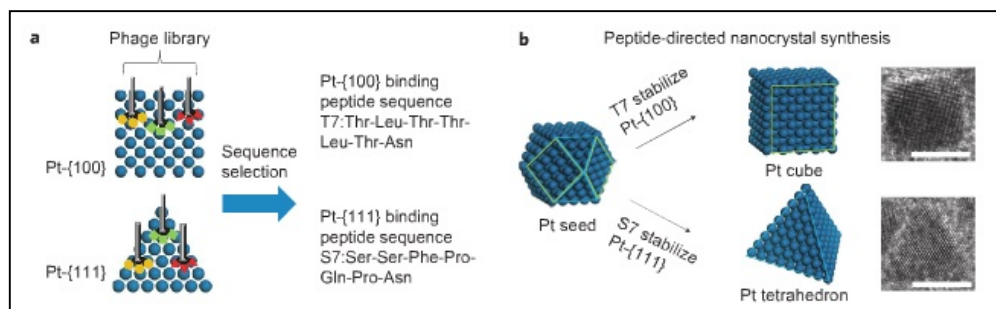 a
Phage library
Pt-{100}
Pt-{111}
Sequence
selection
Pt-{100} binding
peptide sequence
T7:Thr-Leu-Thr-Thr-
Leu-Thr-Asn
Pt-{111} binding
peptide sequence
S7:Ser-Ser-Phe-Pro-
Gln-Pro-Asn
b
Peptide-directed nanocrystal synthesis
Pt seed
T7 stabilize
Pt-{100}
S7 stabilize
Pt-{111}
Pt cube
Pt tetrahedron